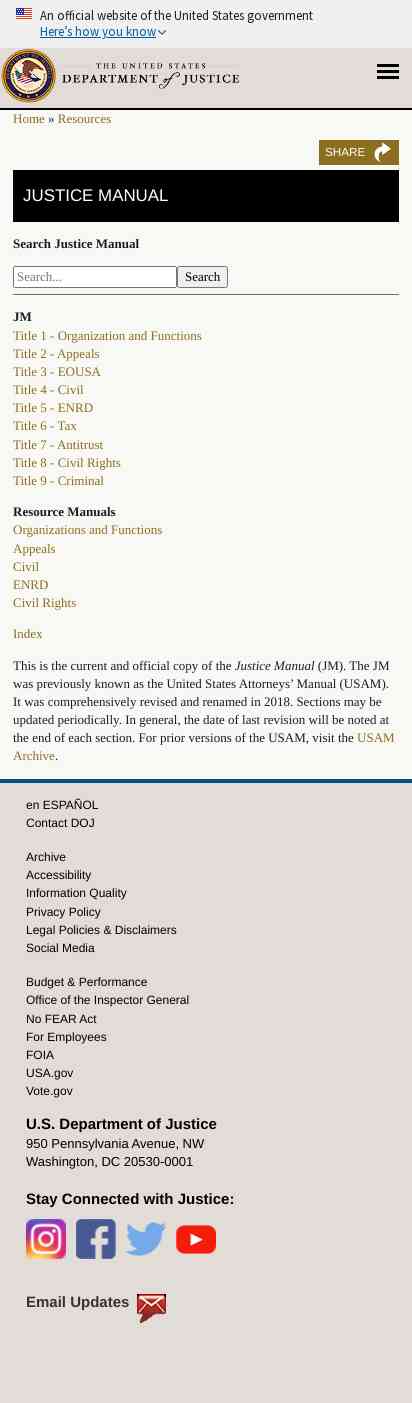 An official website of the United States government
Here's how you know
THE UNITED STATES
DEPARTMENT of JUSTICE
Home » Resources
SHARE
JUSTICE MANUAL
Search Justice Manual
Search... Search
JM
Title 1 - Organization and Functions
Title 2 - Appeals
Title 3 - EOUSA
Title 4 - Civil
Title 5 - ENRD
Title 6 - Tax
Title 7 - Antitrust
Title 8 - Civil Rights
Title 9 - Criminal
Resource Manuals
Organizations and Functions
Appeals
Civil
ENRD
Civil Rights
Index
This is the current and official copy of the Justice Manual (JM). The JM
was previously known as the United States Attorneys’ Manual (USAM).
It was comprehensively revised and renamed in 2018. Sections may be
updated periodically. In general, the date of last revision will be noted at
the end of each section. For prior versions of the USAM, visit the USAM
Archive.
en ESPAÑOL
Contact DOJ
Archive
Accessibility
Information Quality
Privacy Policy
Legal Policies & Disclaimers
Social Media
Budget & Performance
Office of the Inspector General
No FEAR Act
For Employees
FOIA
USA.gov
Vote.gov
U.S. Department of Justice
950 Pennsylvania Avenue, NW
Washington, DC 20530-0001
Stay Connected with Justice:
Email Updates